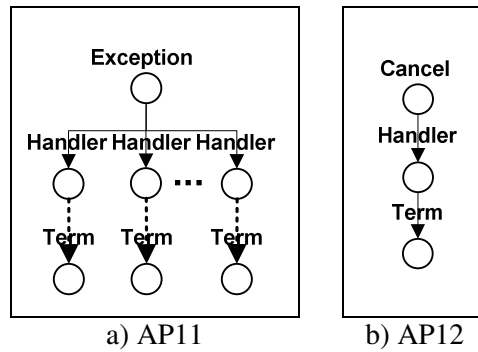 Exception
Handler Handler Handler
...
Term Term Term
a) AP11
Cancel
Handler
Term
b) AP12